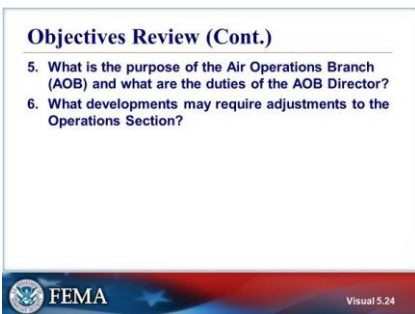 Objectives Review (Cont.)
5. What is the purpose of the Air Operations Branch
(AOB) and what are the duties of the AOB Director?
6. What developments may require adjustments to the
Operations Section?
FEMA
Visual 5.24